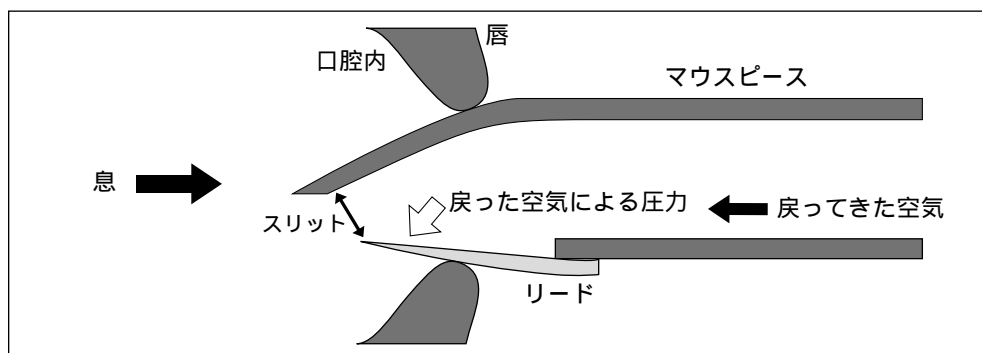 唇
口腔内
マウスピース
息
戻った空気による圧力
戻ってきた空気
スリット
リード